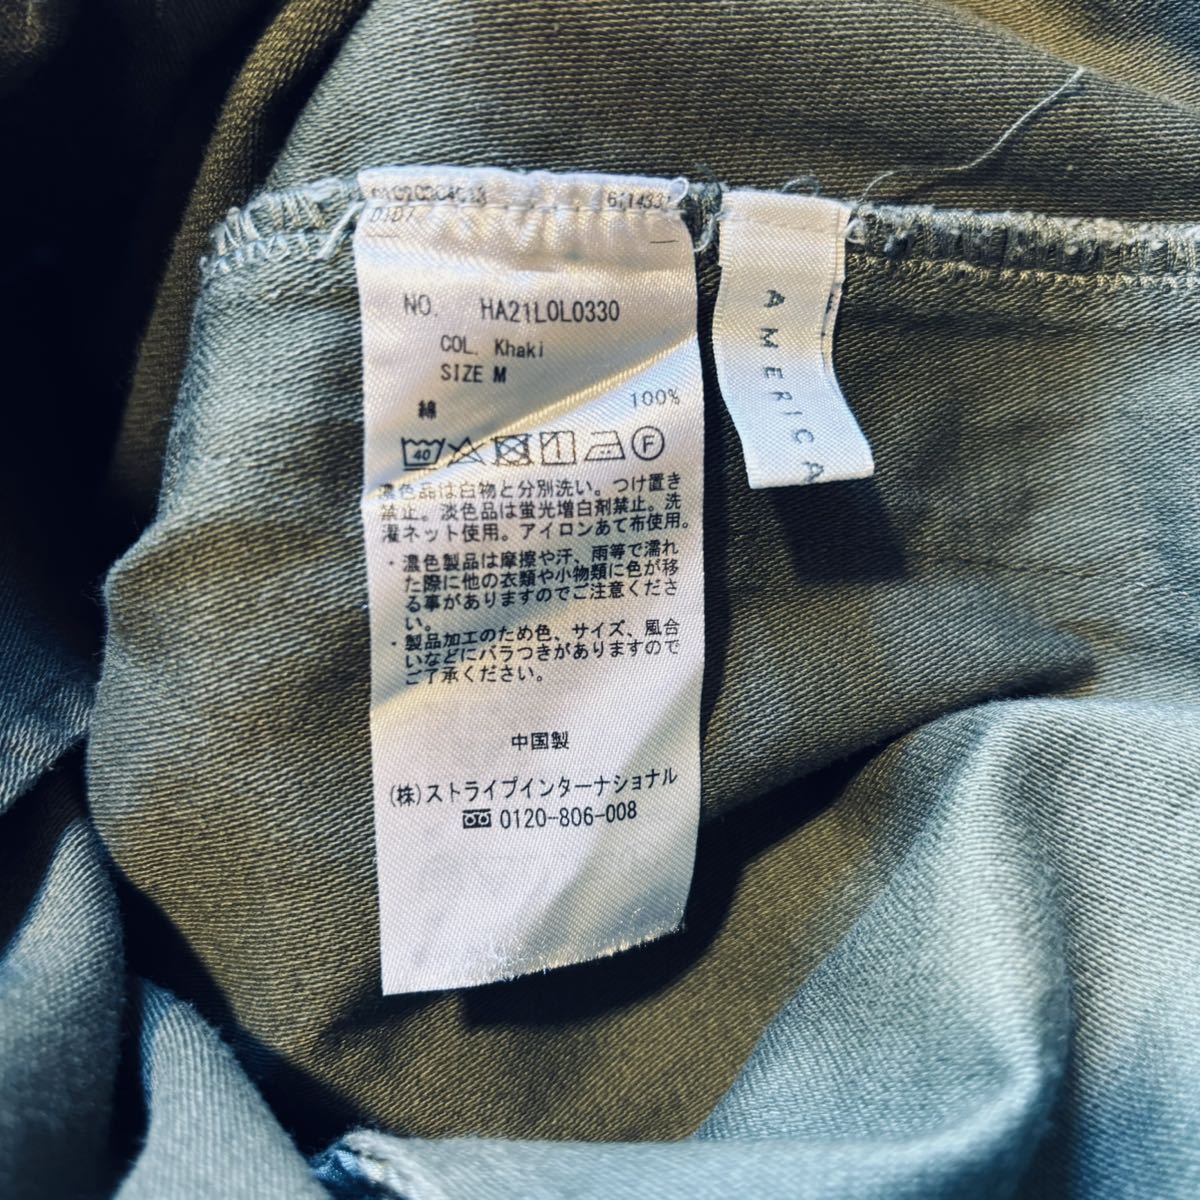 D1D7
NO. HA21L0L0330
COL. Khaki
SIZE M
綿 100%
40 F
濃色品は白物と分別洗い。つけ置き
禁止。淡色品は蛍光増白剤禁止。洗
濯ネット使用。アイロンあて布使用。
・濃色製品は摩擦や汗、雨等で濡れ
た際に他の衣類や小物類に色が移
る事がありますのでご注意くださ
い。
・製品加工のため色、サイズ、風合
いなどにバラつきがありますので
ご了承ください。
中国製
(株)ストライプインターナショナル
0120-806-008
AMERICA